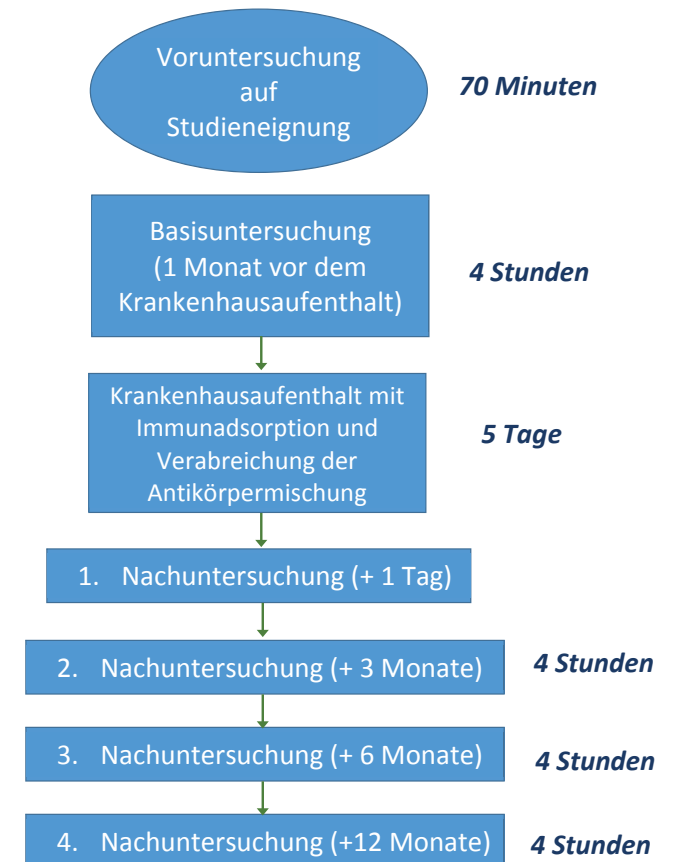 Voruntersuchung
auf
Studieneignung
70 Minuten
Basisuntersuchung
(1 Monat vor dem
Krankenhausaufenthalt)
4 Stunden
Krankenhausaufenthalt mit
Immunadsorption und
Verabreichung der
Antikörpermischung
5 Tage
1. Nachuntersuchung (+ 1 Tag)
2. Nachuntersuchung (+ 3 Monate)
4 Stunden
3. Nachuntersuchung (+ 6 Monate)
4 Stunden
4. Nachuntersuchung (+12 Monate)
4 Stunden